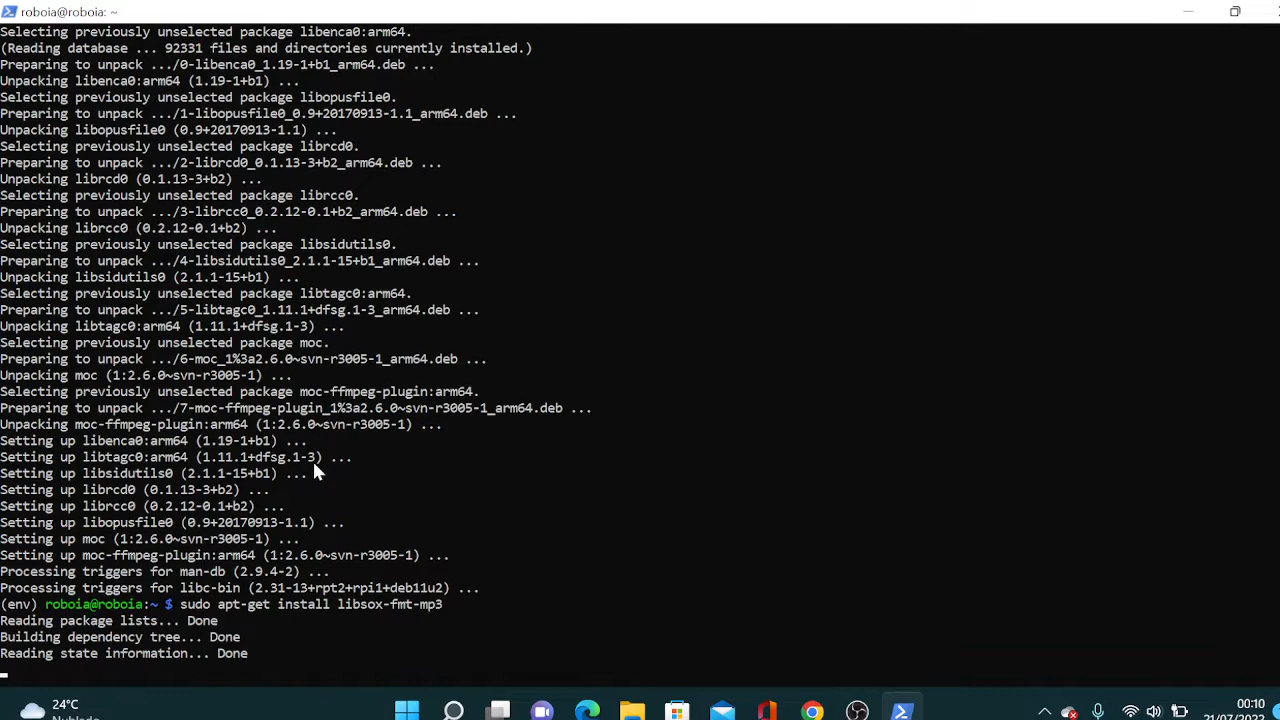 roboia@roboia: ~
Selecting previously unselected package libenca0:arm64.
(Reading database ... 92331 files and directories currently installed.)
Preparing to unpack .../0-libenca0_1.19-1+b1_arm64.deb ...
Unpacking libenca0:arm64 (1.19-1+b1) ...
Selecting previously unselected package libopusfile0.
Preparing to unpack .../1-libopusfile0_0.9+20170913-1.1_arm64.deb ...
Unpacking libopusfile0 (0.9+20170913-1.1) ...
Selecting previously unselected package librcd0.
Preparing to unpack .../2-librcd0_0.1.13-3+b2_arm64.deb ...
Unpacking librcd0 (0.1.13-3+b2) ...
Selecting previously unselected package librcc0.
Preparing to unpack .../3-librcc0_0.2.12-0.1+b2_arm64.deb ...
Unpacking librcc0 (0.2.12-0.1+b2) ...
Selecting previously unselected package libsidutils0.
Preparing to unpack .../4-libsidutils0_2.1.1-15+b1_arm64.deb ...
Unpacking libsidutils0 (2.1.1-15+b1) ...
Selecting previously unselected package libtagc0:arm64.
Preparing to unpack .../5-libtagc0_1.11.1+dfsg.1-3_arm64.deb ...
Unpacking libtagc0:arm64 (1.11.1+dfsg.1-3) ...
Selecting previously unselected package moc.
Preparing to unpack .../6-moc_1%3a2.6.0~svn-r3005-1_arm64.deb ...
Unpacking moc (1:2.6.0~svn-r3005-1) ...
Selecting previously unselected package moc-ffmpeg-plugin:arm64.
Preparing to unpack .../7-moc-ffmpeg-plugin_1%3a2.6.0~svn-r3005-1_arm64.deb ...
Unpacking moc-ffmpeg-plugin:arm64 (1:2.6.0~svn-r3005-1) ...
Setting up libenca0:arm64 (1.19-1+b1) ...
Setting up libtagc0:arm64 (1.11.1+dfsg.1-3) ...
Setting up libsidutils0 (2.1.1-15+b1) ...
Setting up librcd0 (0.1.13-3+b2) ...
Setting up librcc0 (0.2.12-0.1+b2) ...
Setting up libopusfile0 (0.9+20170913-1.1) ...
Setting up moc (1:2.6.0~svn-r3005-1) ...
Setting up moc-ffmpeg-plugin:arm64 (1:2.6.0~svn-r3005-1) ...
Processing triggers for man-db (2.9.4-2) ...
Processing triggers for libc-bin (2.31-13+rpt2+rpi1+deb11u2) ...
(env) roboia@roboia:~ $ sudo apt-get install libsox-fmt-mp3
Reading package lists... Done
Building dependency tree... Done
Reading state information... Done
24°C
Nublado
00:10
21/07/2022